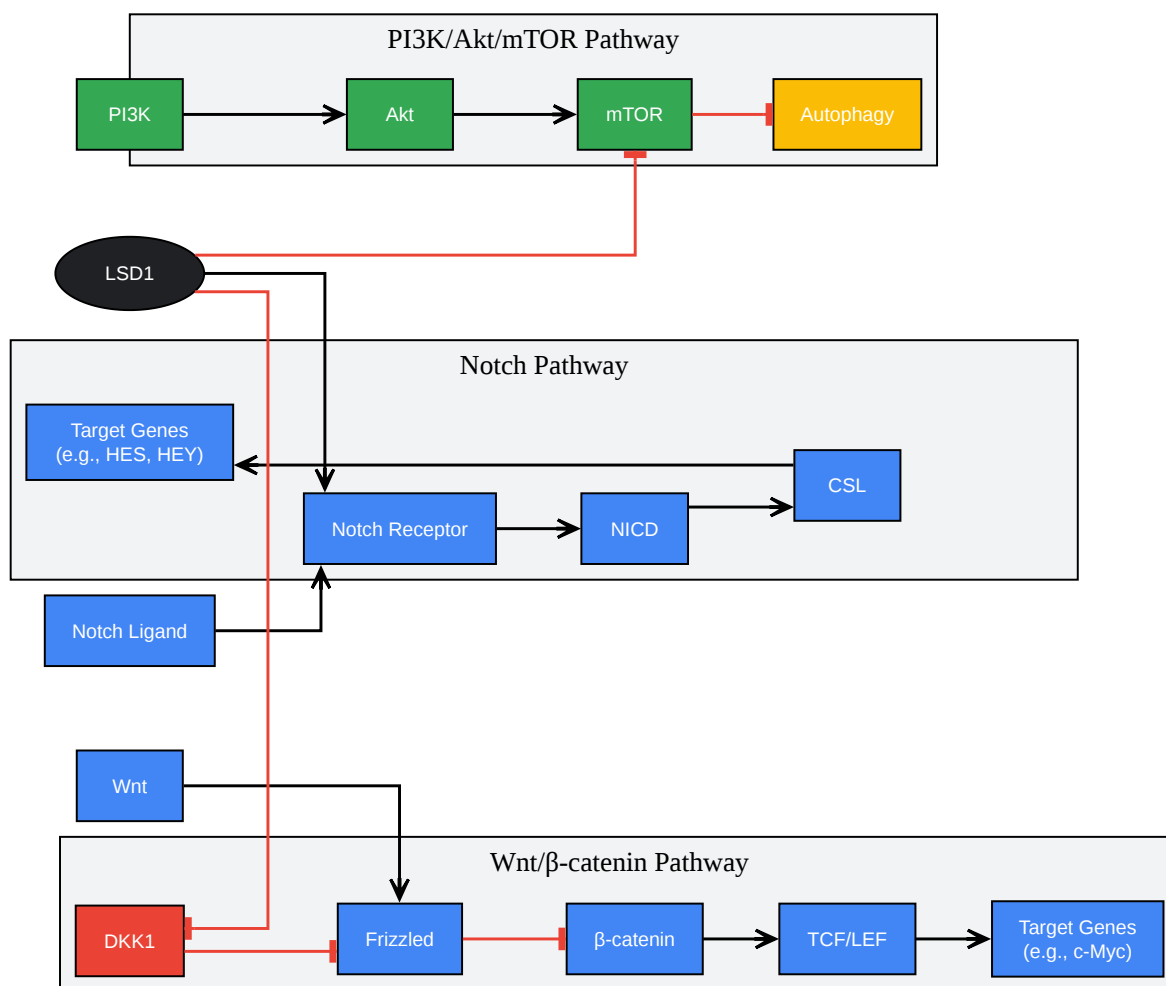 PI3K/Akt/mTOR Pathway
PI3K
Akt
mTOR
Autophagy
LSD1
Notch Pathway
Target Genes
(e.g., HES, HEY)
CSL
Notch Receptor
NICD
Notch Ligand
Wnt
Wnt/β-catenin Pathway
DKK1
Frizzled
β-catenin
TCF/LEF
Target Genes
(e.g., c-Myc)